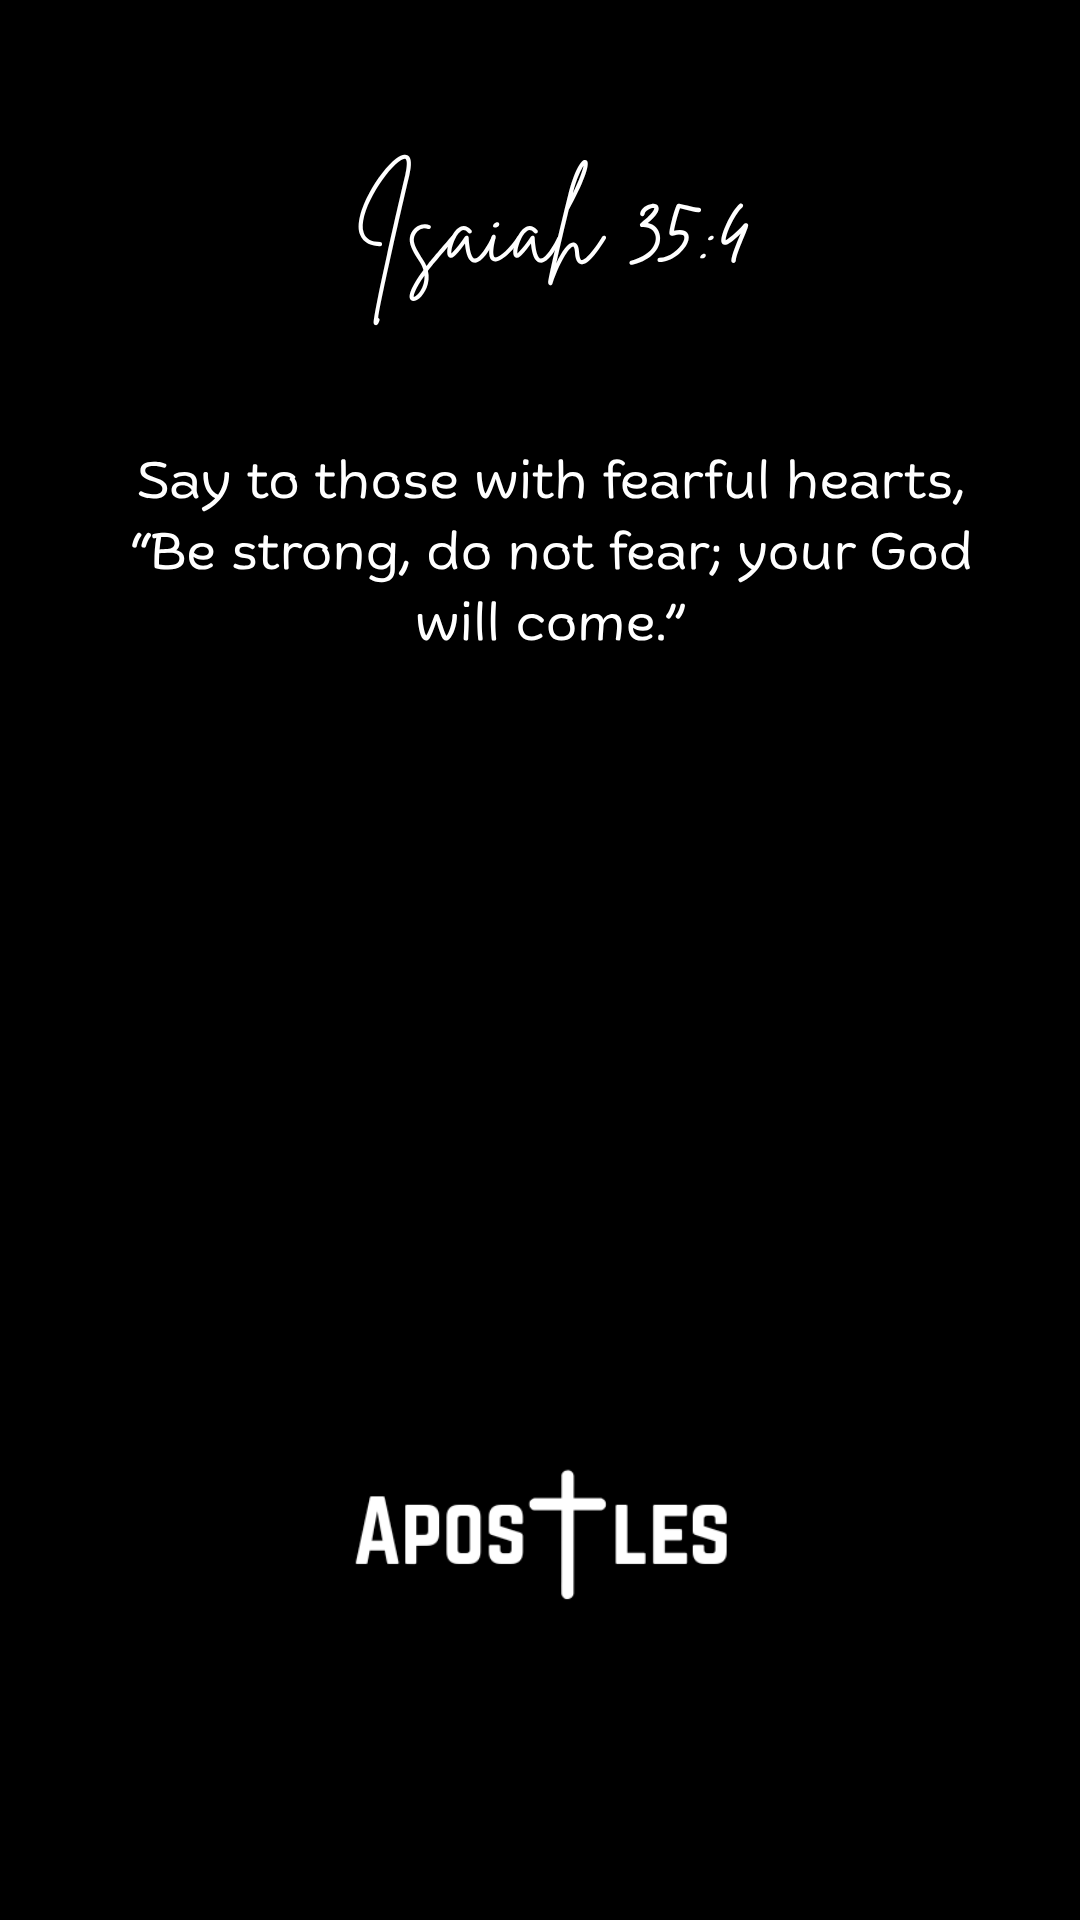 Isaiah 35:4
Say to those with fearful hearts,
“Be strong, do not fear; your God
will come.”
APOSTLES